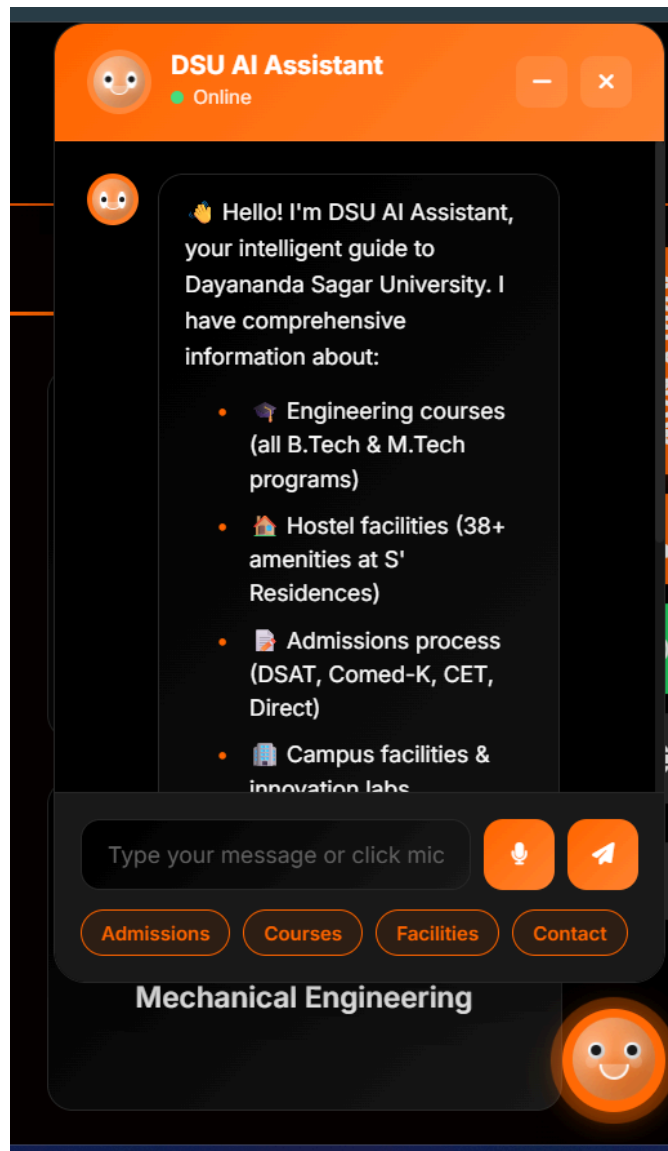 DSU AI Assistant
Online
👋 Hello! I'm DSU AI Assistant,
your intelligent guide to
Dayananda Sagar University. I
have comprehensive
information about:
• 🎓 Engineering courses
(all B.Tech & M.Tech
programs)
• 🏠 Hostel facilities (38+
amenities at S'
Residences)
• 📝 Admissions process
(DSAT, Comed-K, CET,
Direct)
• 🏢 Campus facilities &
innovation labs
Type your message or click mic
Admissions Courses Facilities Contact
Mechanical Engineering